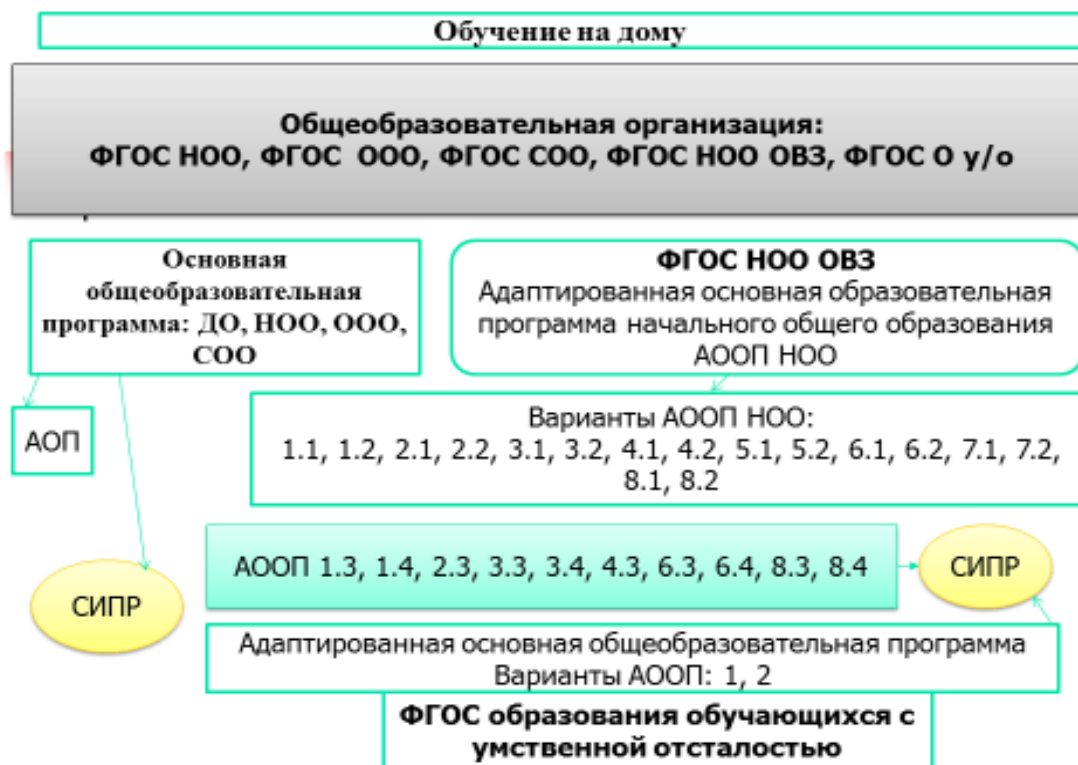 Обучение на дому
Общеобразовательная организация:
ФГОС НОО, ФГОС ООО, ФГОС СОО, ФГОС НОО ОВЗ, ФГОС О у/о
Основная
общеобразовательная
программа: ДО, НОО, ООО,
СОО
ФГОС НОО ОВЗ
Адаптированная основная образовательная
программа начального общего образования
АООП НОО
АОП
Варианты АООП НОО:
1.1, 1.2, 2.1, 2.2, 3.1, 3.2, 4.1, 4.2, 5.1, 5.2, 6.1, 6.2, 7.1, 7.2,
8.1, 8.2
СИПР
АООП 1.3, 1.4, 2.3, 3.3, 3.4, 4.3, 6.3, 6.4, 8.3, 8.4
СИПР
Адаптированная основная общеобразовательная программа
Варианты АООП: 1, 2
ФГОС образования обучающихся с
умственной отсталостью